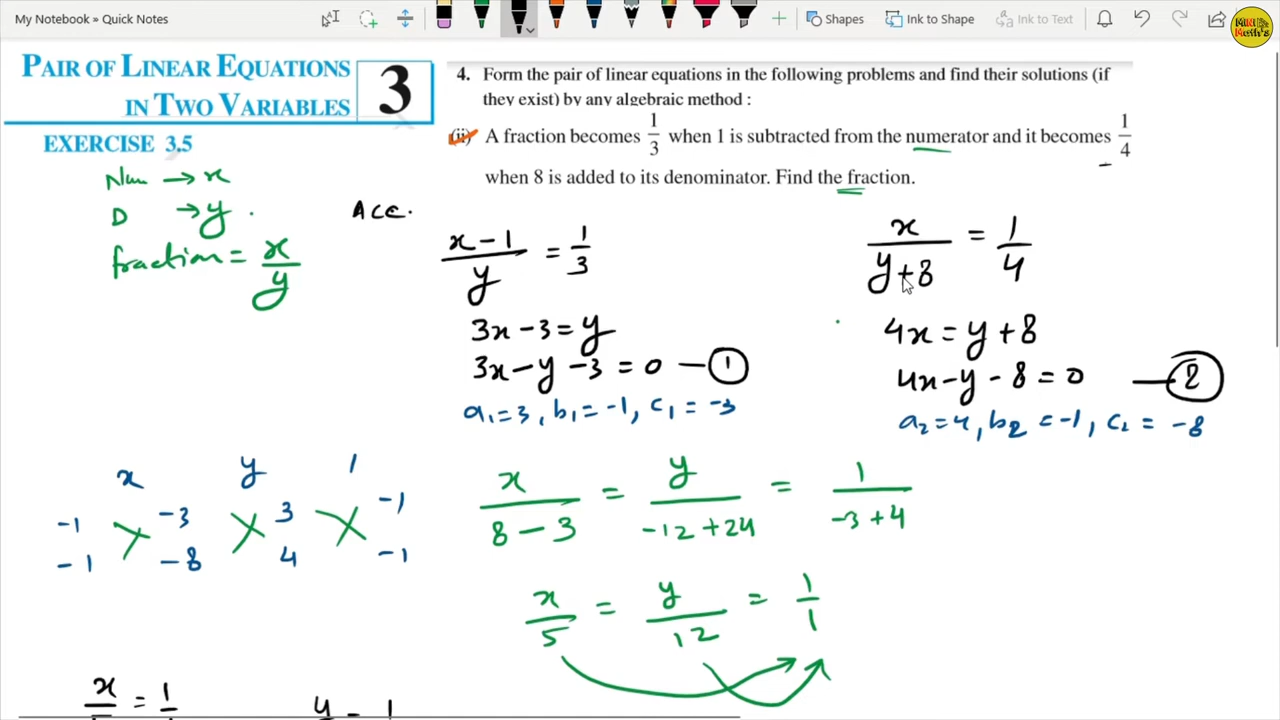 My Notebook » Quick Notes
Shapes
Ink to Shape
Ink to Text
Miki Maths
PAIR OF LINEAR EQUATIONS
IN TWO VARIABLES
3
EXERCISE 3.5
4. Form the pair of linear equations in the following problems and find their solutions (if
they exist) by any algebraic method :
(ii) A fraction becomes 1/3 when 1 is subtracted from the numerator and it becomes 1/4
when 8 is added to its denominator. Find the fraction.
Num → x
D → y
fraction = x/y
Acc.
(x-1)/y = 1/3
3x-3=y
3x-y-3=0 — ①
a₁=3, b₁=-1, c₁=-3
x/(y+8) = 1/4
4x=y+8
4x-y-8=0 — ②
a₂=4, b₂=-1, c₂=-8
x y 1
-1 -3 3 -1
-1 -8 4 -1
x/(8-3) = y/(-12+24) = 1/(-3+4)
x/5 = y/12 = 1/1
x = 1
y = 1